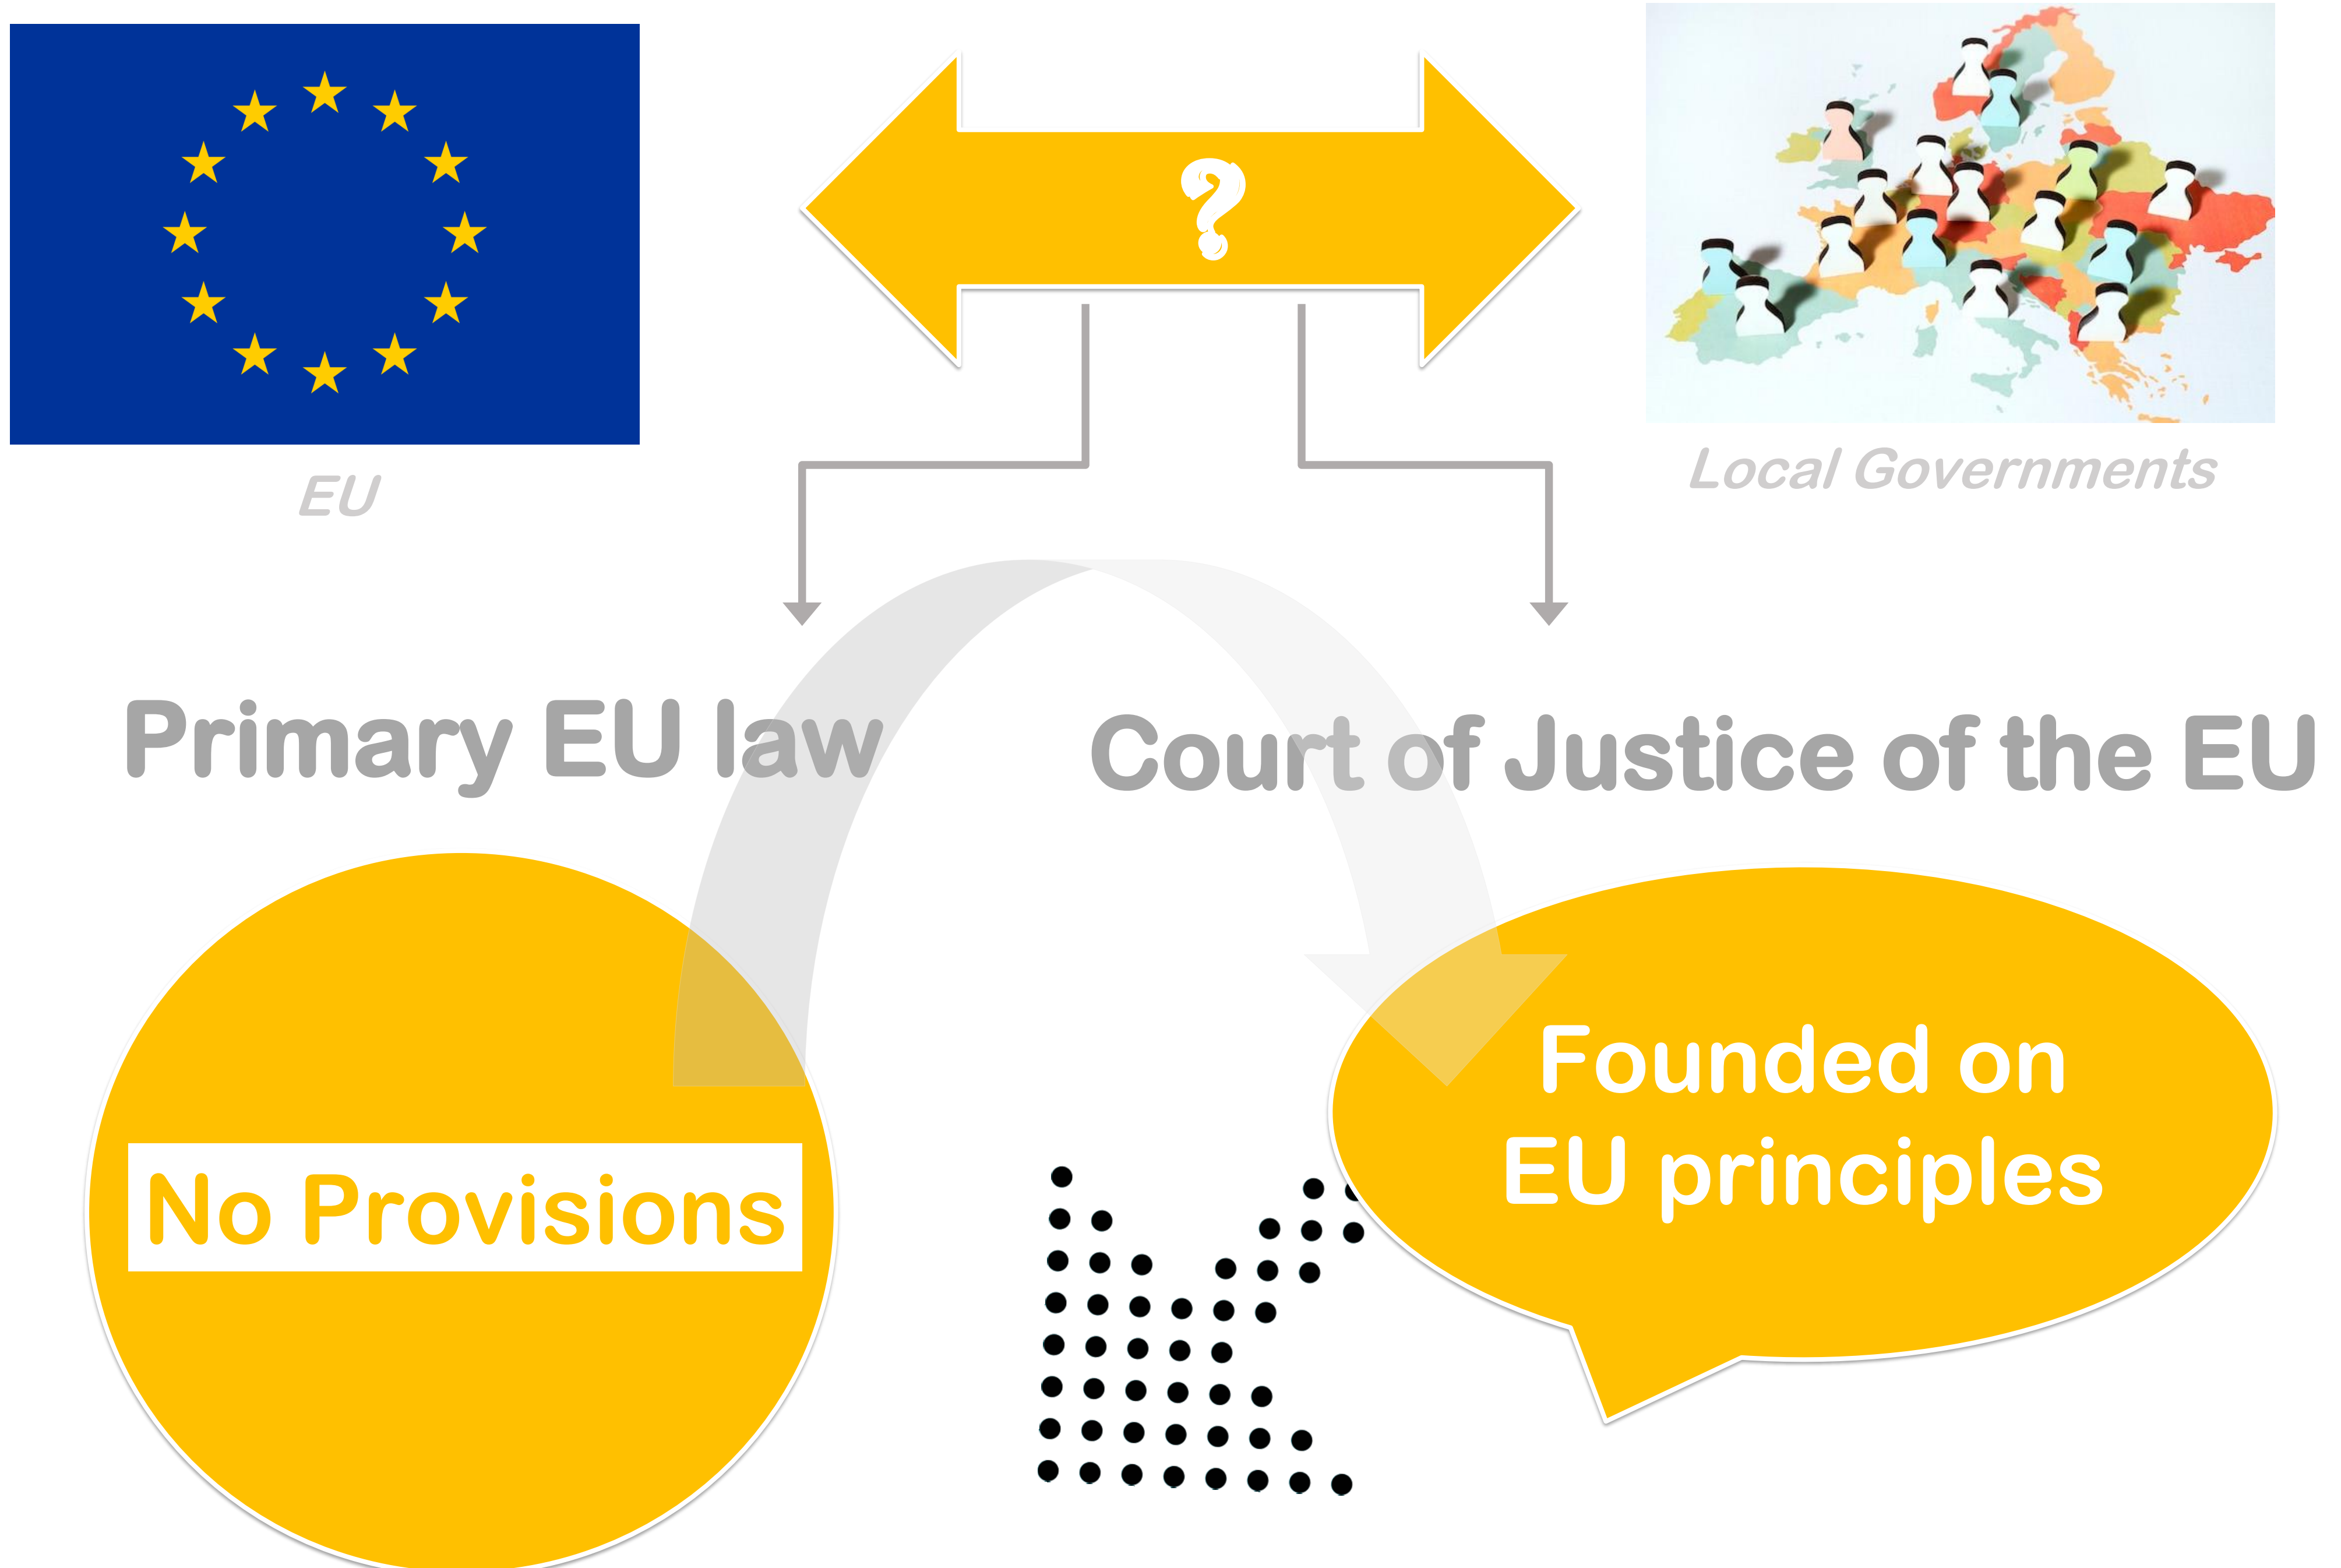 ?
EU
Local Governments
Primary EU law
Court of Justice of the EU
No Provisions
Founded on
EU principles